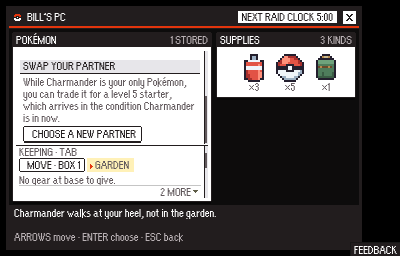 BILL'S PC
NEXT RAID CLOCK 5:00 X
POKéMON 1 STORED
SUPPLIES 3 KINDS
SWAP YOUR PARTNER
While Charmander is your only Pokémon,
you can trade it for a level 5 starter,
which arrives in the condition Charmander
is in now.
CHOOSE A NEW PARTNER
×3 ×5 ×1
KEEPING · TAB
MOVE · BOX 1 GARDEN
No gear at base to give.
2 MORE
Charmander walks at your heel, not in the garden.
ARROWS move · ENTER choose · ESC back
FEEDBACK